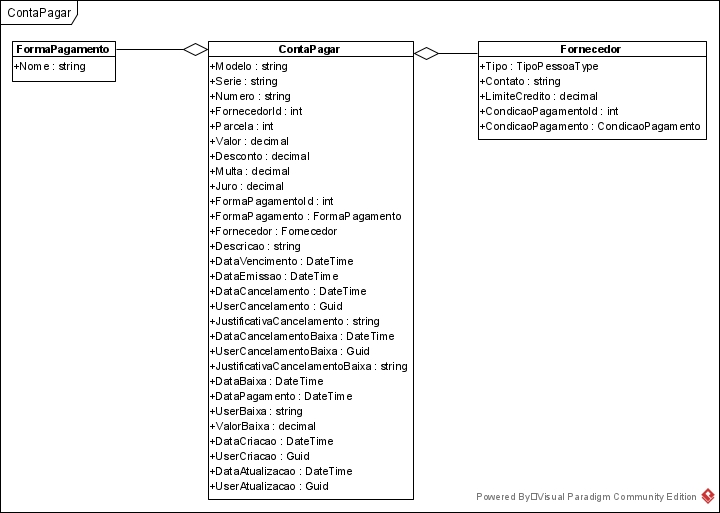 ContaPagar
FormaPagamento
+Nome : string
ContaPagar
+Modelo : string
+Serie : string
+Numero : string
+FornecedorId : int
+Parcela : int
+Valor : decimal
+Desconto : decimal
+Multa : decimal
+Juro : decimal
+FormaPagamentoId : int
+FormaPagamento : FormaPagamento
+Fornecedor : Fornecedor
+Descricao : string
+DataVencimento : DateTime
+DataEmissao : DateTime
+DataCancelamento : DateTime
+UserCancelamento : Guid
+JustificativaCancelamento : string
+DataCancelamentoBaixa : DateTime
+UserCancelamentoBaixa : Guid
+JustificativaCancelamentoBaixa : string
+DataBaixa : DateTime
+DataPagamento : DateTime
+UserBaixa : string
+ValorBaixa : decimal
+DataCriacao : DateTime
+UserCriacao : Guid
+DataAtualizacao : DateTime
+UserAtualizacao : Guid
Fornecedor
+Tipo : TipoPessoaType
+Contato : string
+LimiteCredito : decimal
+CondicaoPagamentoId : int
+CondicaoPagamento : CondicaoPagamento
Powered By Visual Paradigm Community Edition